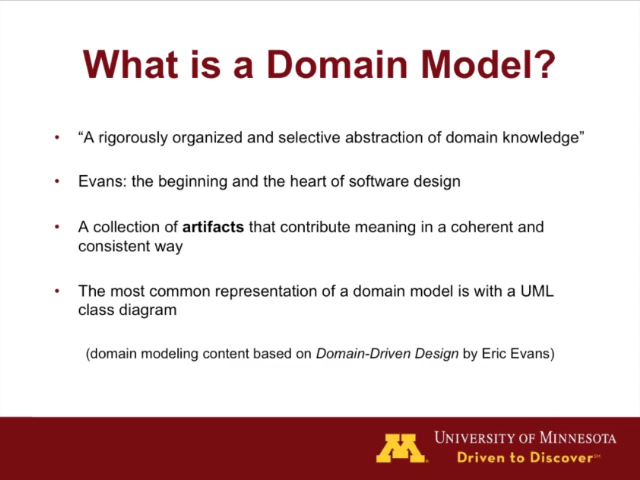 What is a Domain Model?
• “A rigorously organized and selective abstraction of domain knowledge”
• Evans: the beginning and the heart of software design
• A collection of artifacts that contribute meaning in a coherent and
consistent way
• The most common representation of a domain model is with a UML
class diagram
(domain modeling content based on Domain-Driven Design by Eric Evans)
M
UNIVERSITY OF MINNESOTA
Driven to Discover℠